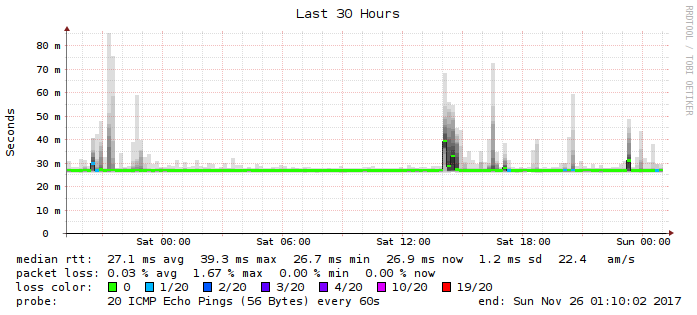 Last 30 Hours
RRDTOOL / TOBI OETIKER
Seconds
80 m
70 m
60 m
50 m
40 m
30 m
20 m
10 m
0
Sat 00:00 Sat 06:00 Sat 12:00 Sat 18:00 Sun 00:00
median rtt: 27.1 ms avg 39.3 ms max 26.7 ms min 26.9 ms now 1.2 ms sd 22.4 am/s
packet loss: 0.03 % avg 1.67 % max 0.00 % min 0.00 % now
loss color: 0 1/20 2/20 3/20 4/20 10/20 19/20
probe: 20 ICMP Echo Pings (56 Bytes) every 60s end: Sun Nov 26 01:10:02 2017